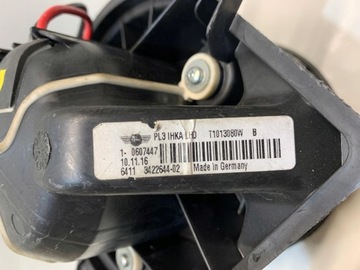 PL3 IHKA LHD T1013080W B
1- 0607447
10.11.16
6411 3422644-02 Made in Germany